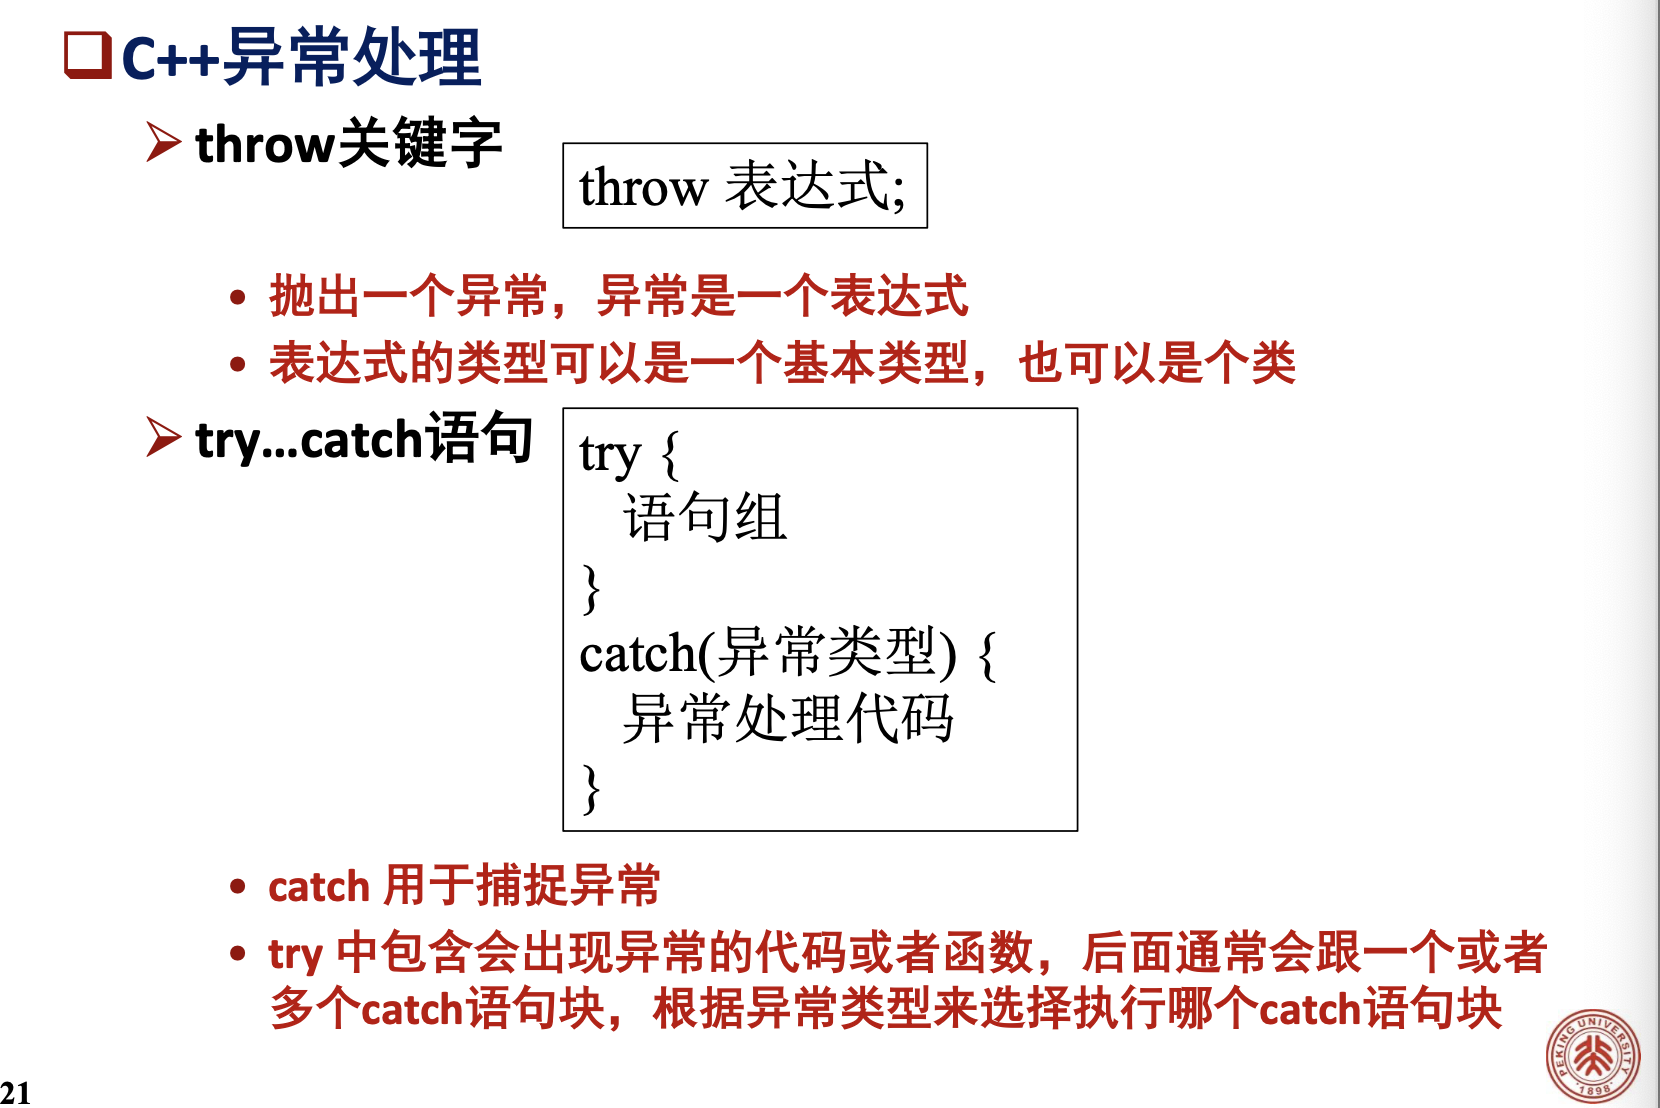 C++异常处理
throw关键字
throw 表达式;
抛出一个异常，异常是一个表达式
表达式的类型可以是一个基本类型，也可以是个类
try…catch语句
try {
语句组
}
catch(异常类型) {
异常处理代码
}
catch 用于捕捉异常
try 中包含会出现异常的代码或者函数，后面通常会跟一个或者
多个catch语句块，根据异常类型来选择执行哪个catch语句块
PEKING UNIVERSITY
1898
21